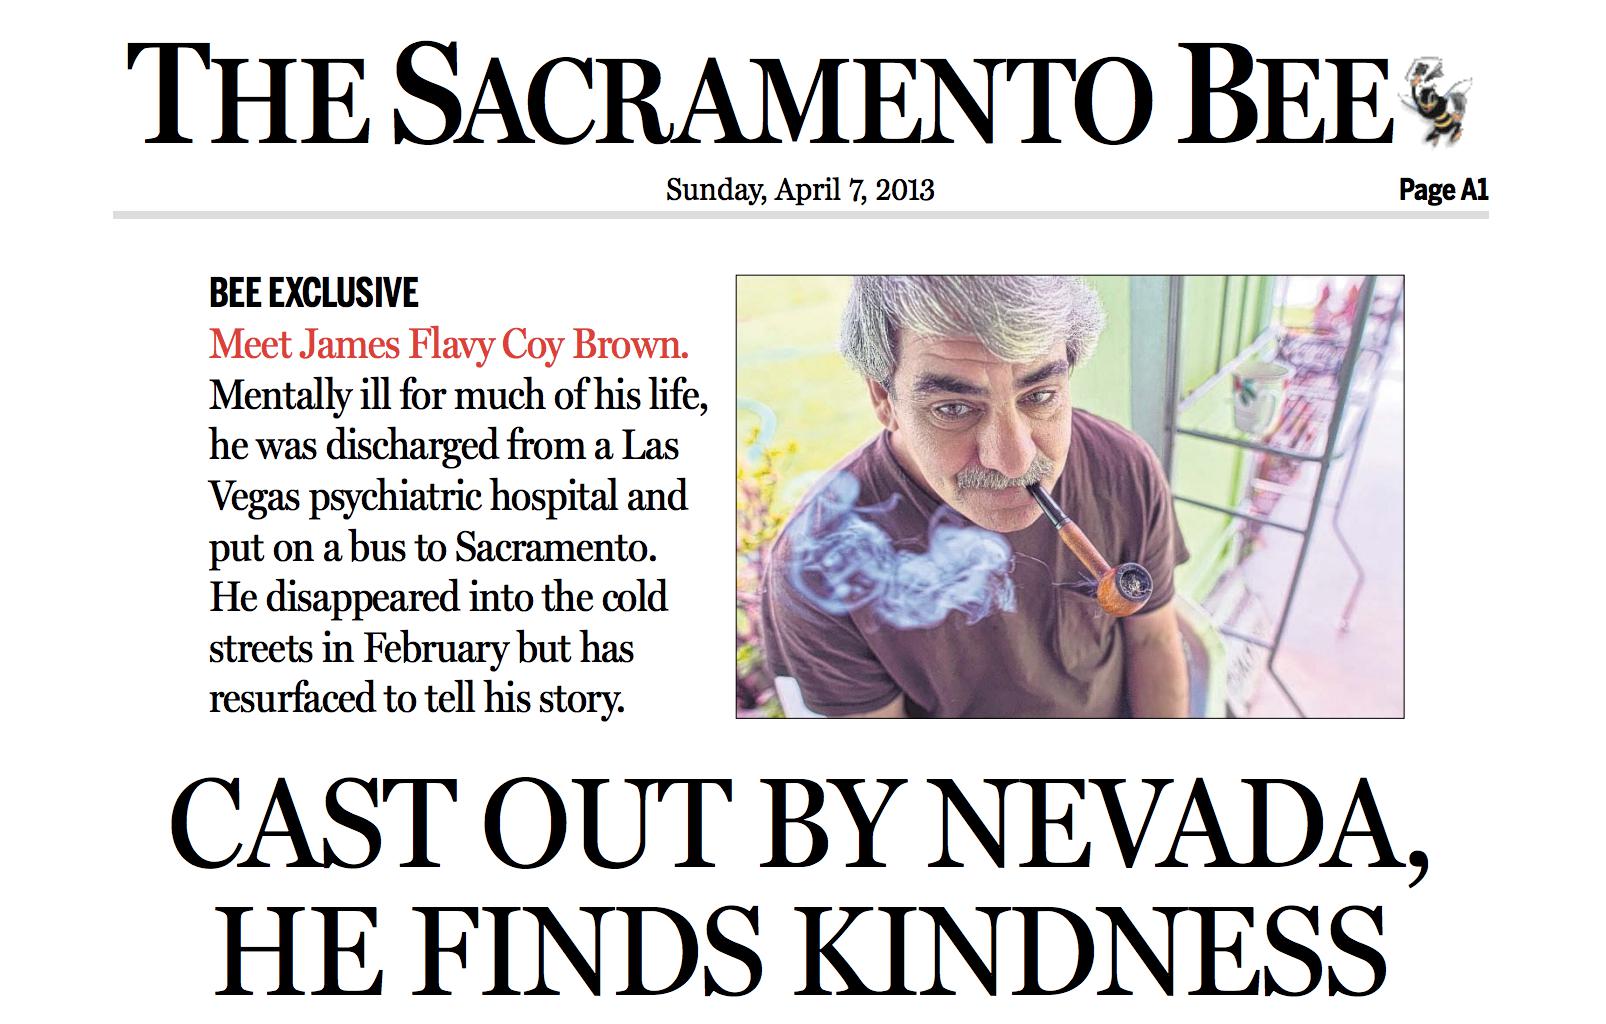 THE SACRAMENTO BEE
Sunday, April 7, 2013
Page A1
BEE EXCLUSIVE
Meet James Flavy Coy Brown.
Mentally ill for much of his life,
he was discharged from a Las
Vegas psychiatric hospital and
put on a bus to Sacramento.
He disappeared into the cold
streets in February but has
resurfaced to tell his story.
CAST OUT BY NEVADA,
HE FINDS KINDNESS